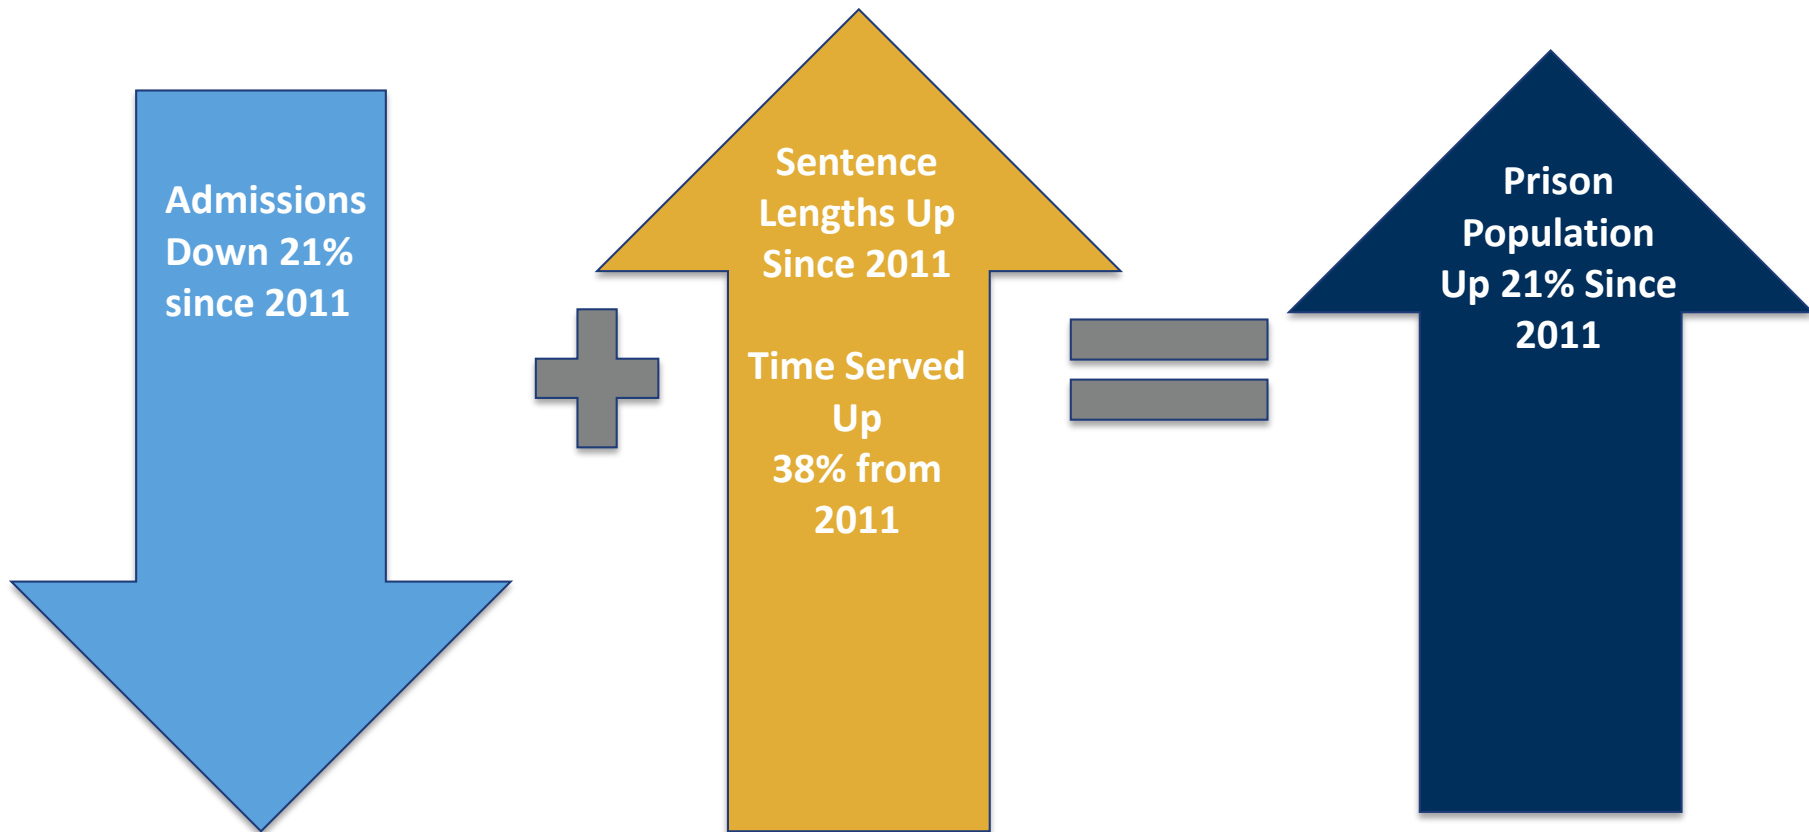 Admissions
Down 21%
since 2011
Sentence
Lengths Up
Since 2011
Time Served
Up
38% from
2011
Prison
Population
Up 21% Since
2011